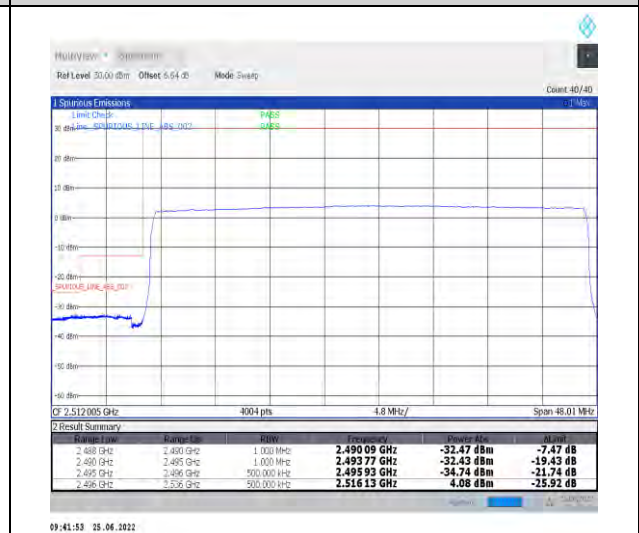 MultiView Spectrum
Ref Level 30.00 dBm Offset 6.64 dB Mode Sweep
Count 40/40
1 Spurious Emissions 1 Max
Limit Check PASS
30 dBm Line _SPURIOUS_LINE_ABS_002 PASS
20 dBm
10 dBm
0 dBm
-10 dBm
-20 dBm
_SPURIOUS_LINE_ABS_002
-30 dBm
-40 dBm
-50 dBm
-60 dBm
CF 2.512005 GHz 4004 pts 4.8 MHz/ Span 48.01 MHz
2 Result Summary
Range Low Range Up RBW Frequency Power Abs ΔLimit
2.488 GHz 2.490 GHz 1.000 MHz 2.490 09 GHz -32.47 dBm -7.47 dB
2.490 GHz 2.495 GHz 1.000 MHz 2.493 77 GHz -32.43 dBm -19.43 dB
2.495 GHz 2.496 GHz 500.000 kHz 2.495 93 GHz -34.74 dBm -21.74 dB
2.496 GHz 2.536 GHz 500.000 kHz 2.516 13 GHz 4.08 dBm -25.92 dB
09:41:53 25.06.2022